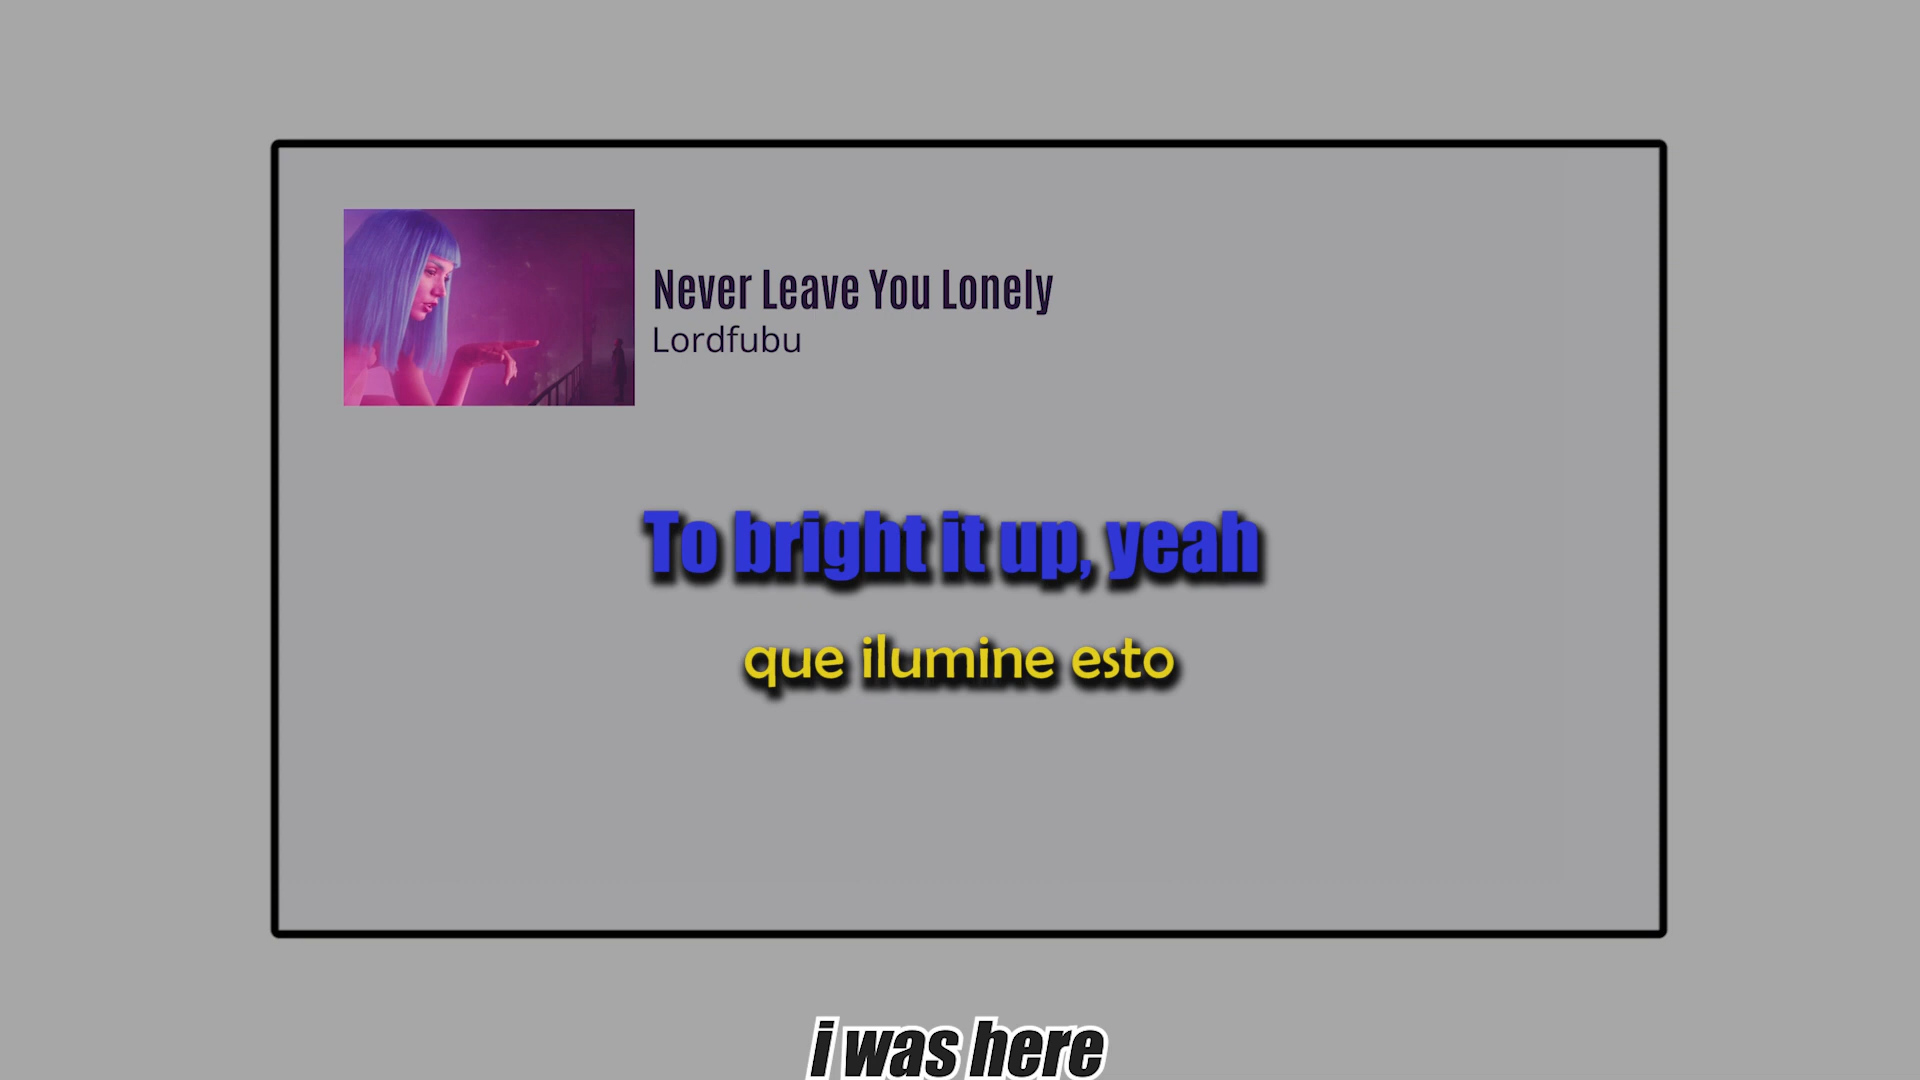 Never Leave You Lonely
Lordfubu
To bright it up, yeah
que ilumine esto
i was here